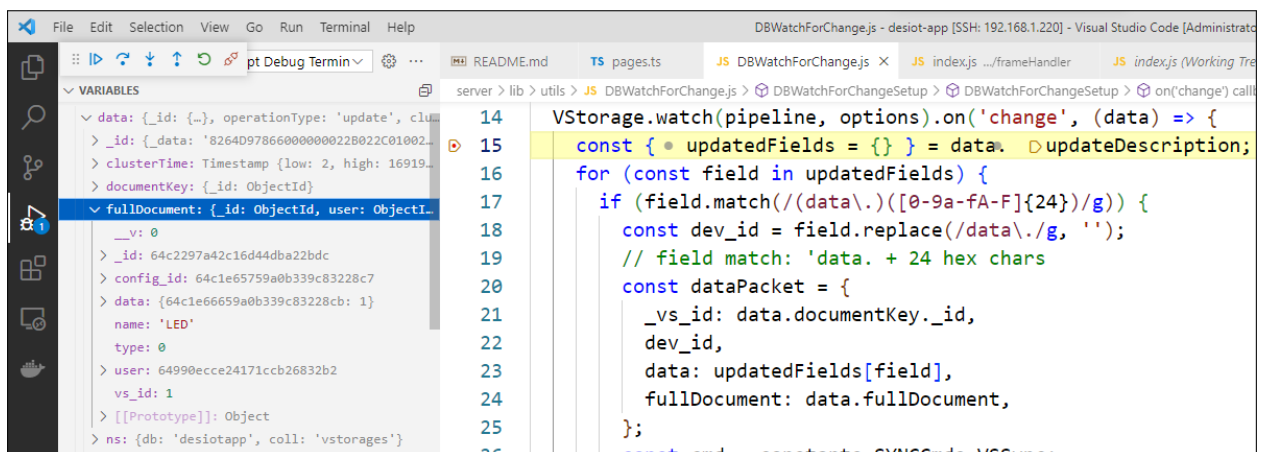 File Edit Selection View Go Run Terminal Help
DBWatchForChange.js - desiot-app [SSH: 192.168.1.220] - Visual Studio Code [Administrato
pt Debug Termin
README.md
TS pages.ts
JS DBWatchForChange.js
JS index.js .../frameHandler
JS index.js (Working Tre
VARIABLES
server > lib > utils > JS DBWatchForChange.js > DBWatchForChangeSetup > DBWatchForChangeSetup > on('change') call
data: {_id: {…}, operationType: 'update', clu…
> _id: {_data: '8264D97866000000022B022C01002…
> clusterTime: Timestamp {low: 2, high: 16919…
> documentKey: {_id: ObjectId}
fullDocument: {_id: ObjectId, user: ObjectI…
__v: 0
> _id: 64c2297a42c16d44dba22bdc
> config_id: 64c1e65759a0b339c83228c7
> data: {64c1e66659a0b339c83228cb: 1}
name: 'LED'
type: 0
> user: 64990ecce24171ccb26832b2
vs_id: 1
> [[Prototype]]: Object
> ns: {db: 'desiotapp', coll: 'vstorages'}
1
14 VStorage.watch(pipeline, options).on('change', (data) => {
15 const { updatedFields = {} } = data. updateDescription;
16 for (const field in updatedFields) {
17 if (field.match(/(data\.)([0-9a-fA-F]{24})/g)) {
18 const dev_id = field.replace(/data\./g, '');
19 // field match: 'data. + 24 hex chars
20 const dataPacket = {
21 _vs_id: data.documentKey._id,
22 dev_id,
23 data: updatedFields[field],
24 fullDocument: data.fullDocument,
25 };